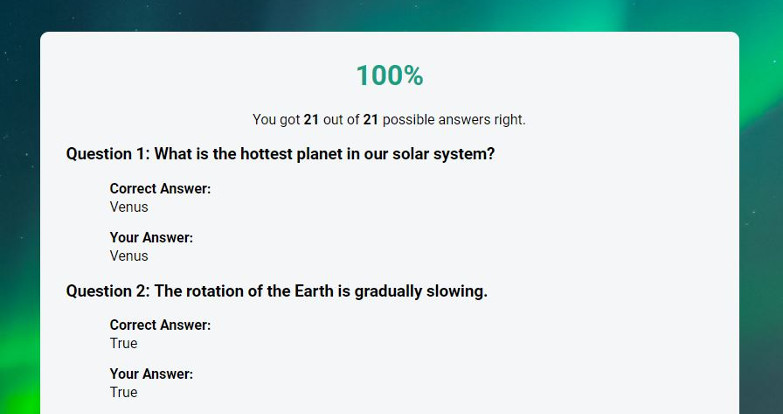 100%
You got 21 out of 21 possible answers right.
Question 1: What is the hottest planet in our solar system?
Correct Answer:
Venus
Your Answer:
Venus
Question 2: The rotation of the Earth is gradually slowing.
Correct Answer:
True
Your Answer:
True